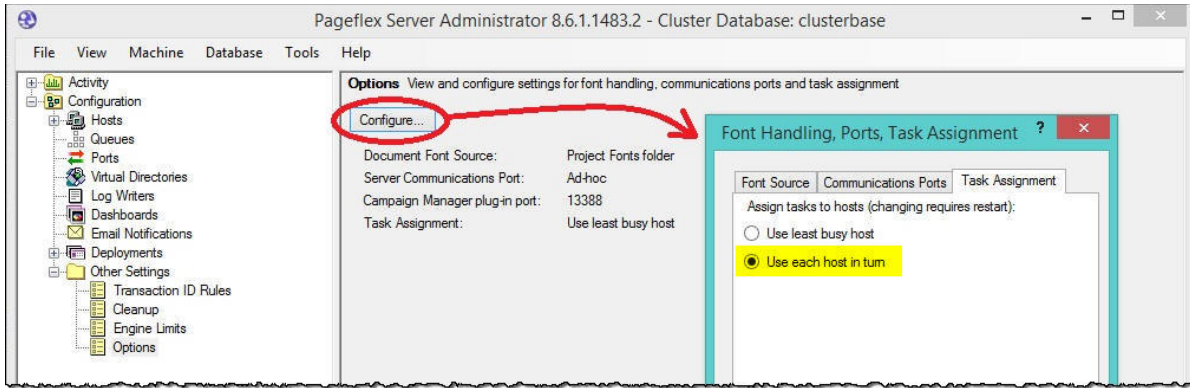 Pageflex Server Administrator 8.6.1.1483.2 - Cluster Database: clusterbase
File View Machine Database Tools Help
Activity
Configuration
Hosts
Queues
Ports
Virtual Directories
Log Writers
Dashboards
Email Notifications
Deployments
Other Settings
Transaction ID Rules
Cleanup
Engine Limits
Options
Options View and configure settings for font handling, communications ports and task assignment
Configure...
Document Font Source: Project Fonts folder
Server Communications Port: Ad-hoc
Campaign Manager plug-in port: 13388
Task Assignment: Use least busy host
Font Handling, Ports, Task Assignment ?
Font Source Communications Ports Task Assignment
Assign tasks to hosts (changing requires restart):
Use least busy host
Use each host in turn